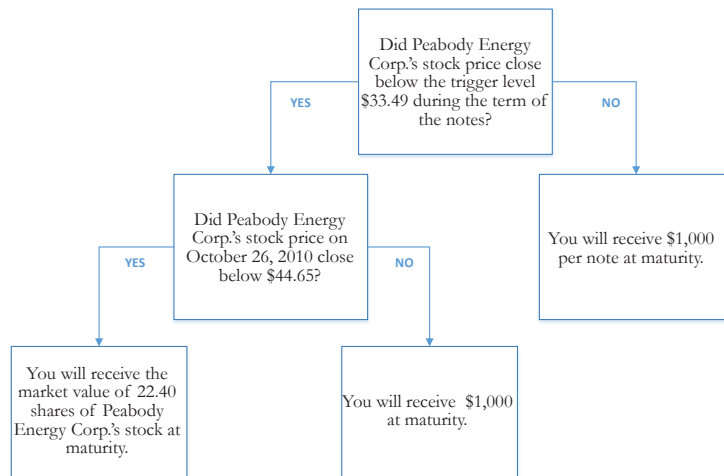 Did Peabody Energy
Corp.'s stock price close
below the trigger level
$33.49 during the term of
the notes?
YES
NO
Did Peabody Energy
Corp.'s stock price on
October 26, 2010 close
below $44.65?
You will receive $1,000
per note at maturity.
YES
NO
You will receive the
market value of 22.40
shares of Peabody
Energy Corp.'s stock at
maturity.
You will receive $1,000
at maturity.